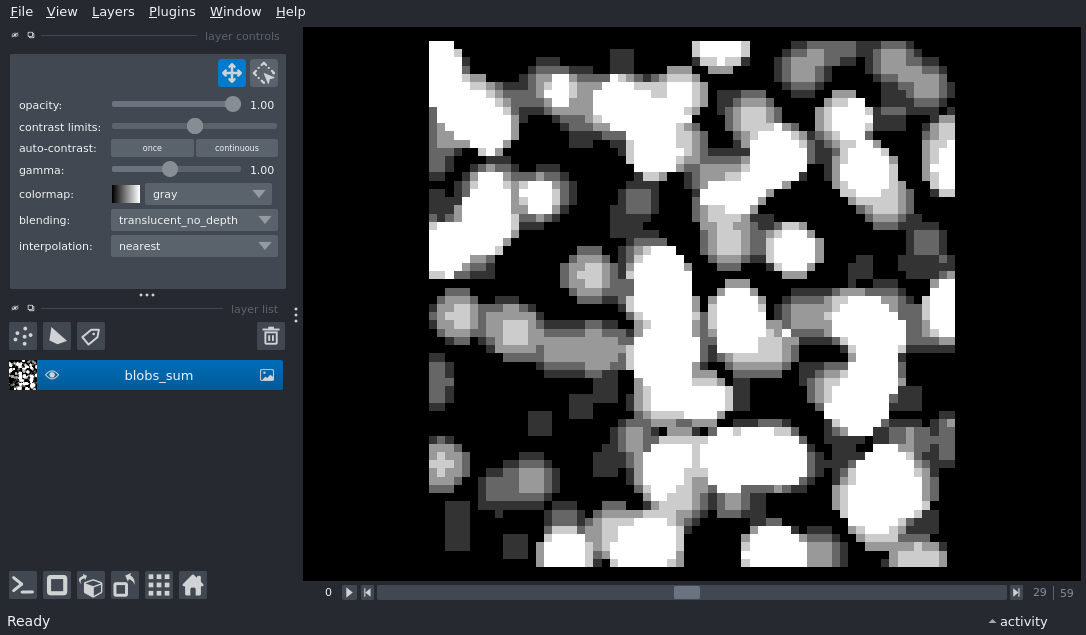 File View Layers Plugins Window Help
layer controls
opacity: 1.00
contrast limits:
auto-contrast: once continuous
gamma: 1.00
colormap: gray
blending: translucent_no_depth
interpolation: nearest
layer list
blobs_sum
0 29 | 59
Ready activity